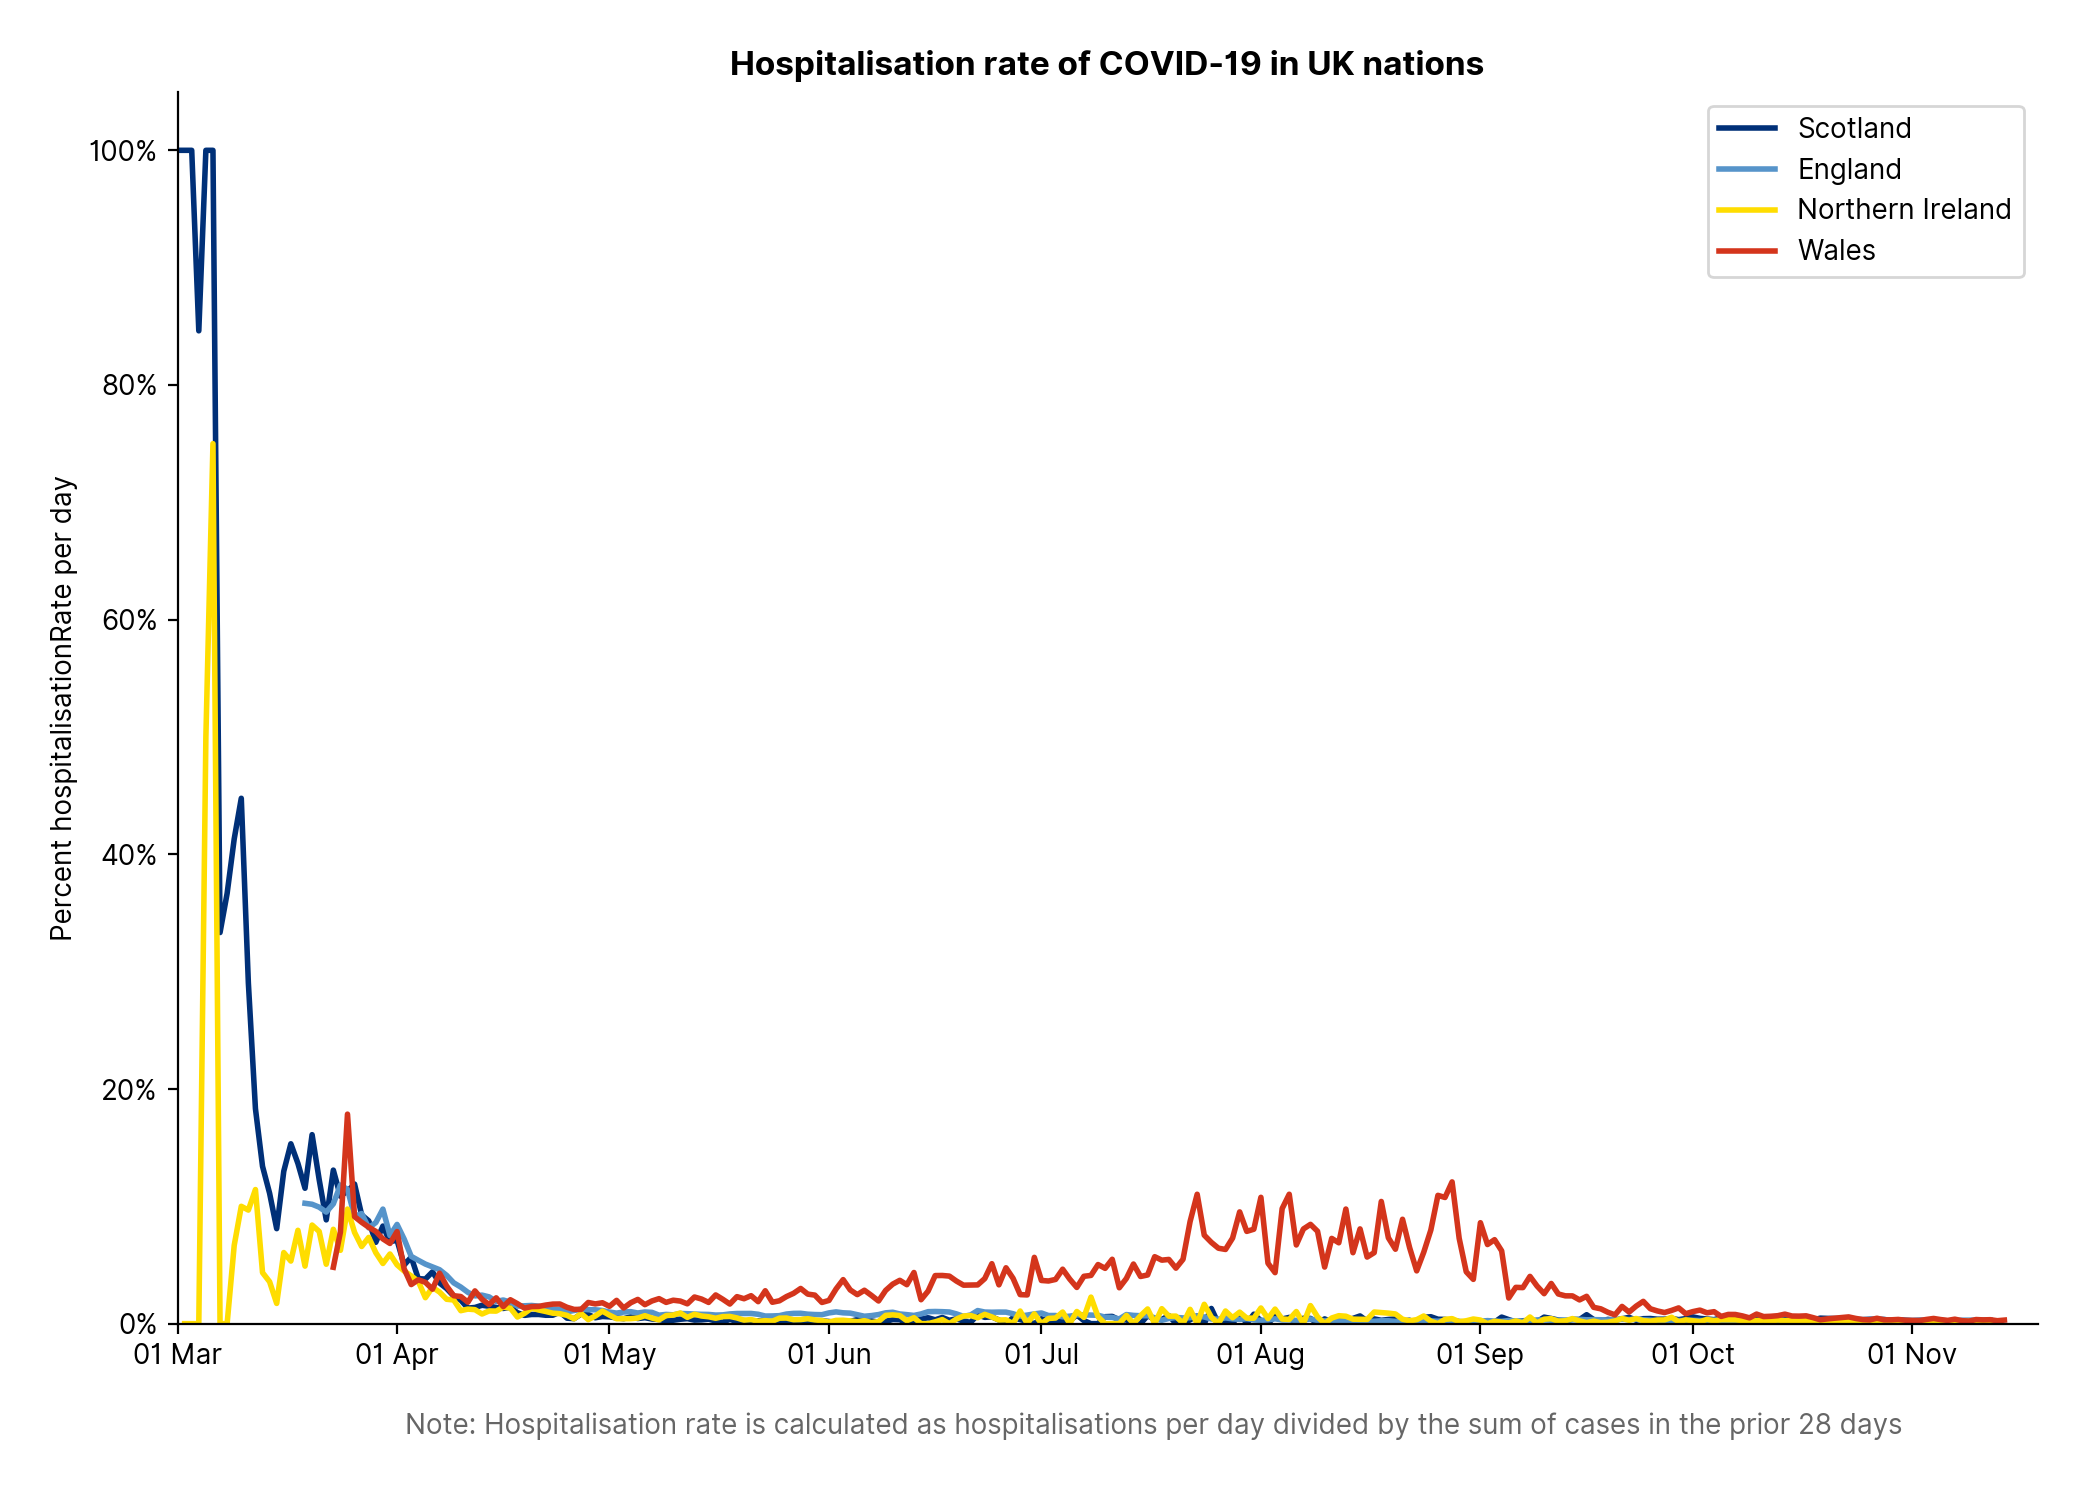 Hospitalisation rate of COVID-19 in UK nations
Scotland
England
Northern Ireland
Wales
Percent hospitalisationRate per day
100%
80%
60%
40%
20%
0%
01 Mar
01 Apr
01 May
01 Jun
01 Jul
01 Aug
01 Sep
01 Oct
01 Nov
Note: Hospitalisation rate is calculated as hospitalisations per day divided by the sum of cases in the prior 28 days